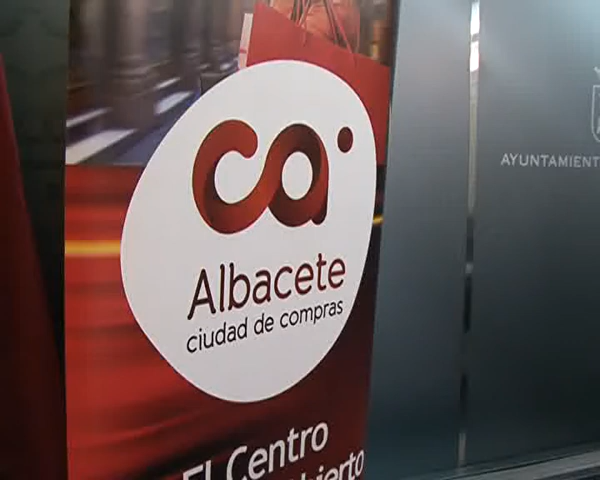 ca
Albacete
ciudad de compras
El Centro
AYUNTAMIENT